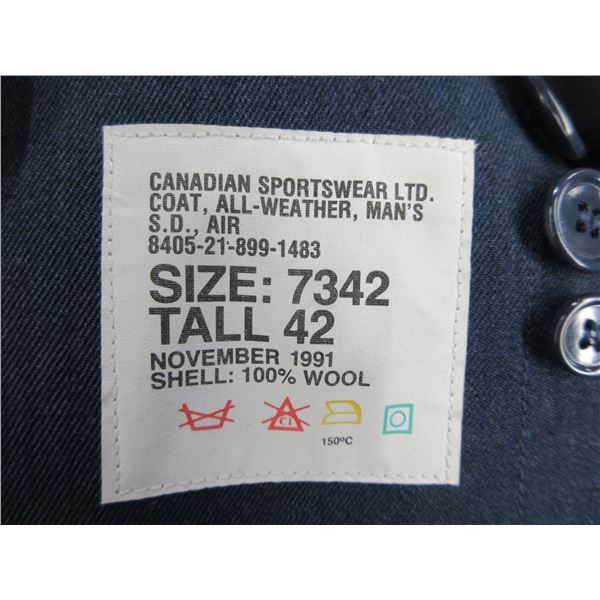 CANADIAN SPORTSWEAR LTD.
COAT, ALL-WEATHER, MAN'S
S.D., AIR
8405-21-899-1483
SIZE: 7342
TALL 42
NOVEMBER 1991
SHELL: 100% WOOL
Cl
150ºC